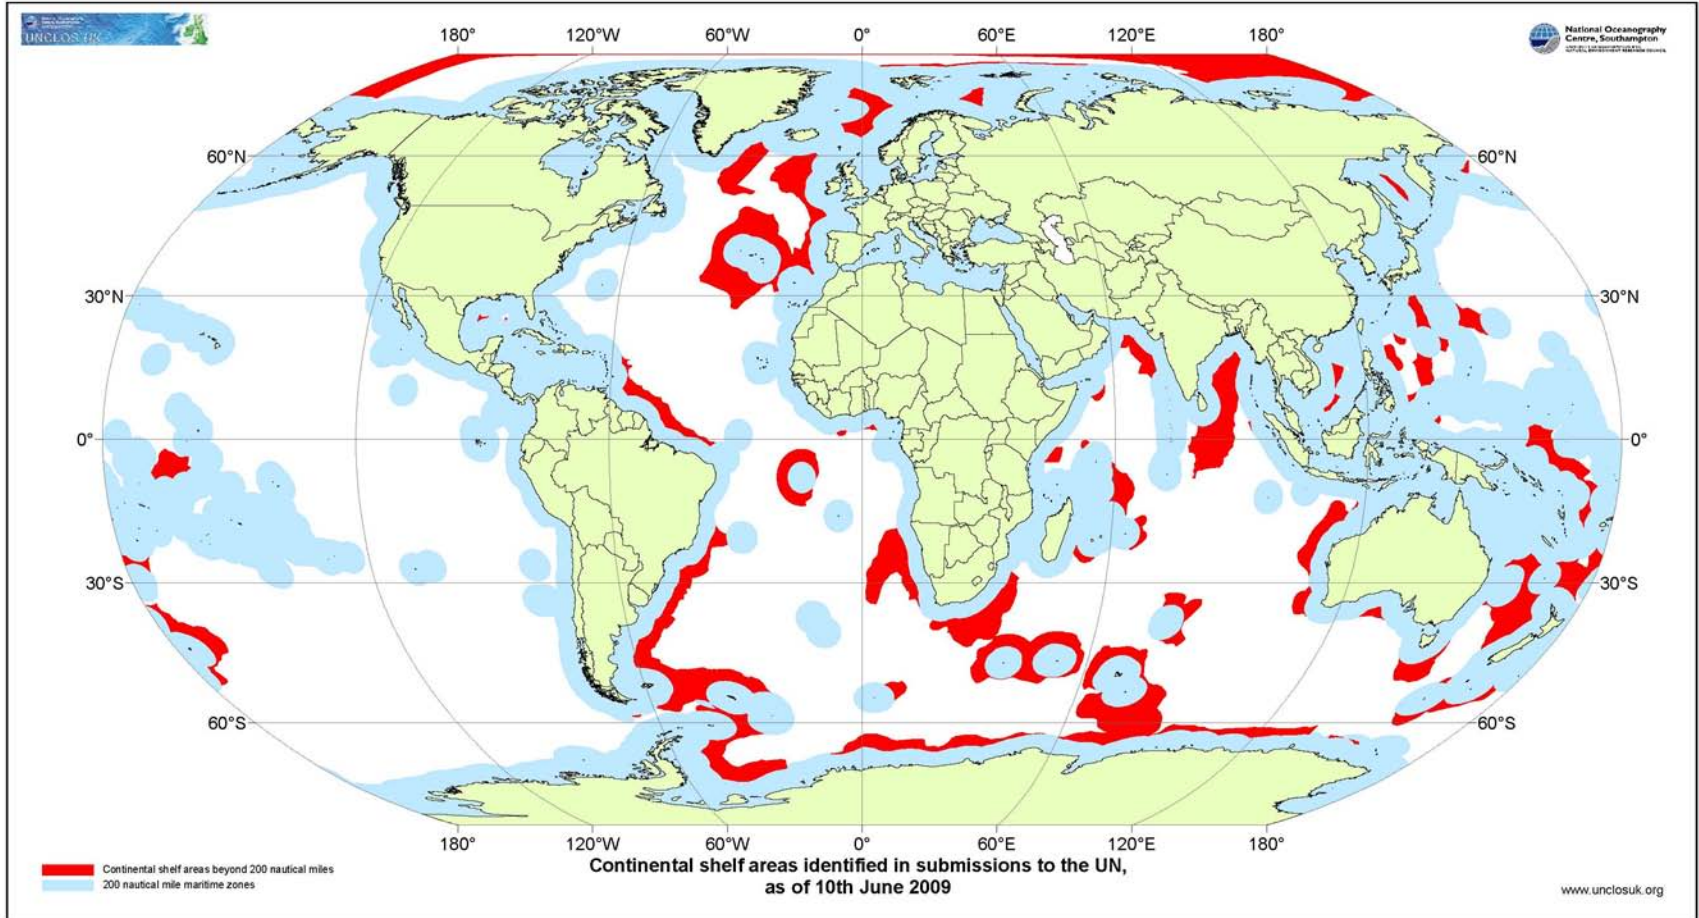 UNCLOS UK
National Oceanography
Centre, Southampton
180° 120°W 60°W 0° 60°E 120°E 180°
60°N 60°N
30°N 30°N
0° 0°
30°S 30°S
60°S 60°S
180° 120°W 60°W 0° 60°E 120°E 180°
Continental shelf areas beyond 200 nautical miles
200 nautical mile maritime zones
Continental shelf areas identified in submissions to the UN,
as of 10th June 2009
www.unclosuk.org